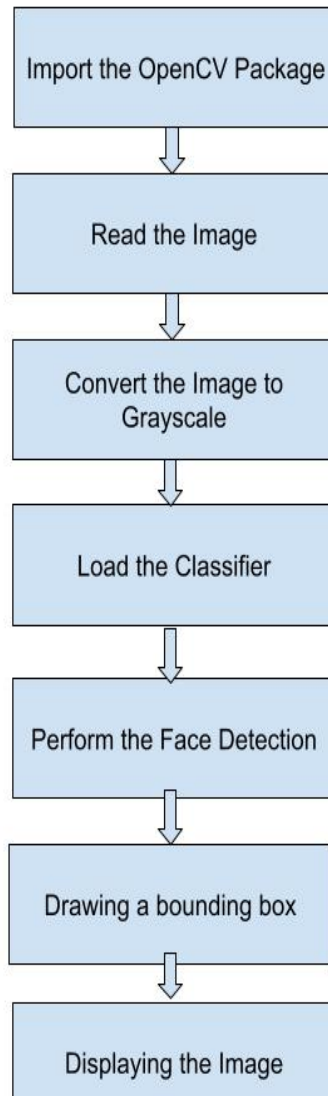 Import the OpenCV Package
Read the Image
Convert the Image to
Grayscale
Load the Classifier
Perform the Face Detection
Drawing a bounding box
Displaying the Image